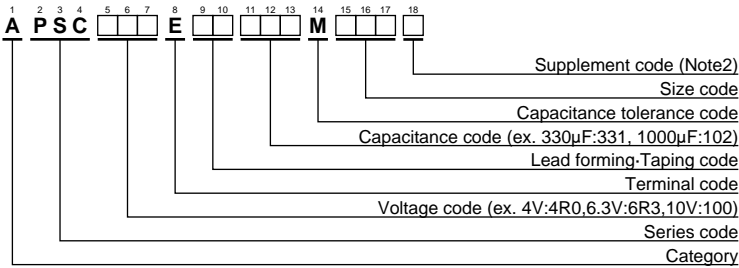 1 2 3 4 5 6 7 8 9 10 11 12 13 14 15 16 17 18
A P S C □□□ E □□ □□□ M □□□ □
Supplement code (Note2)
Size code
Capacitance tolerance code
Capacitance code (ex. 330µF:331, 1000µF:102)
Lead forming·Taping code
Terminal code
Voltage code (ex. 4V:4R0,6.3V:6R3,10V:100)
Series code
Category